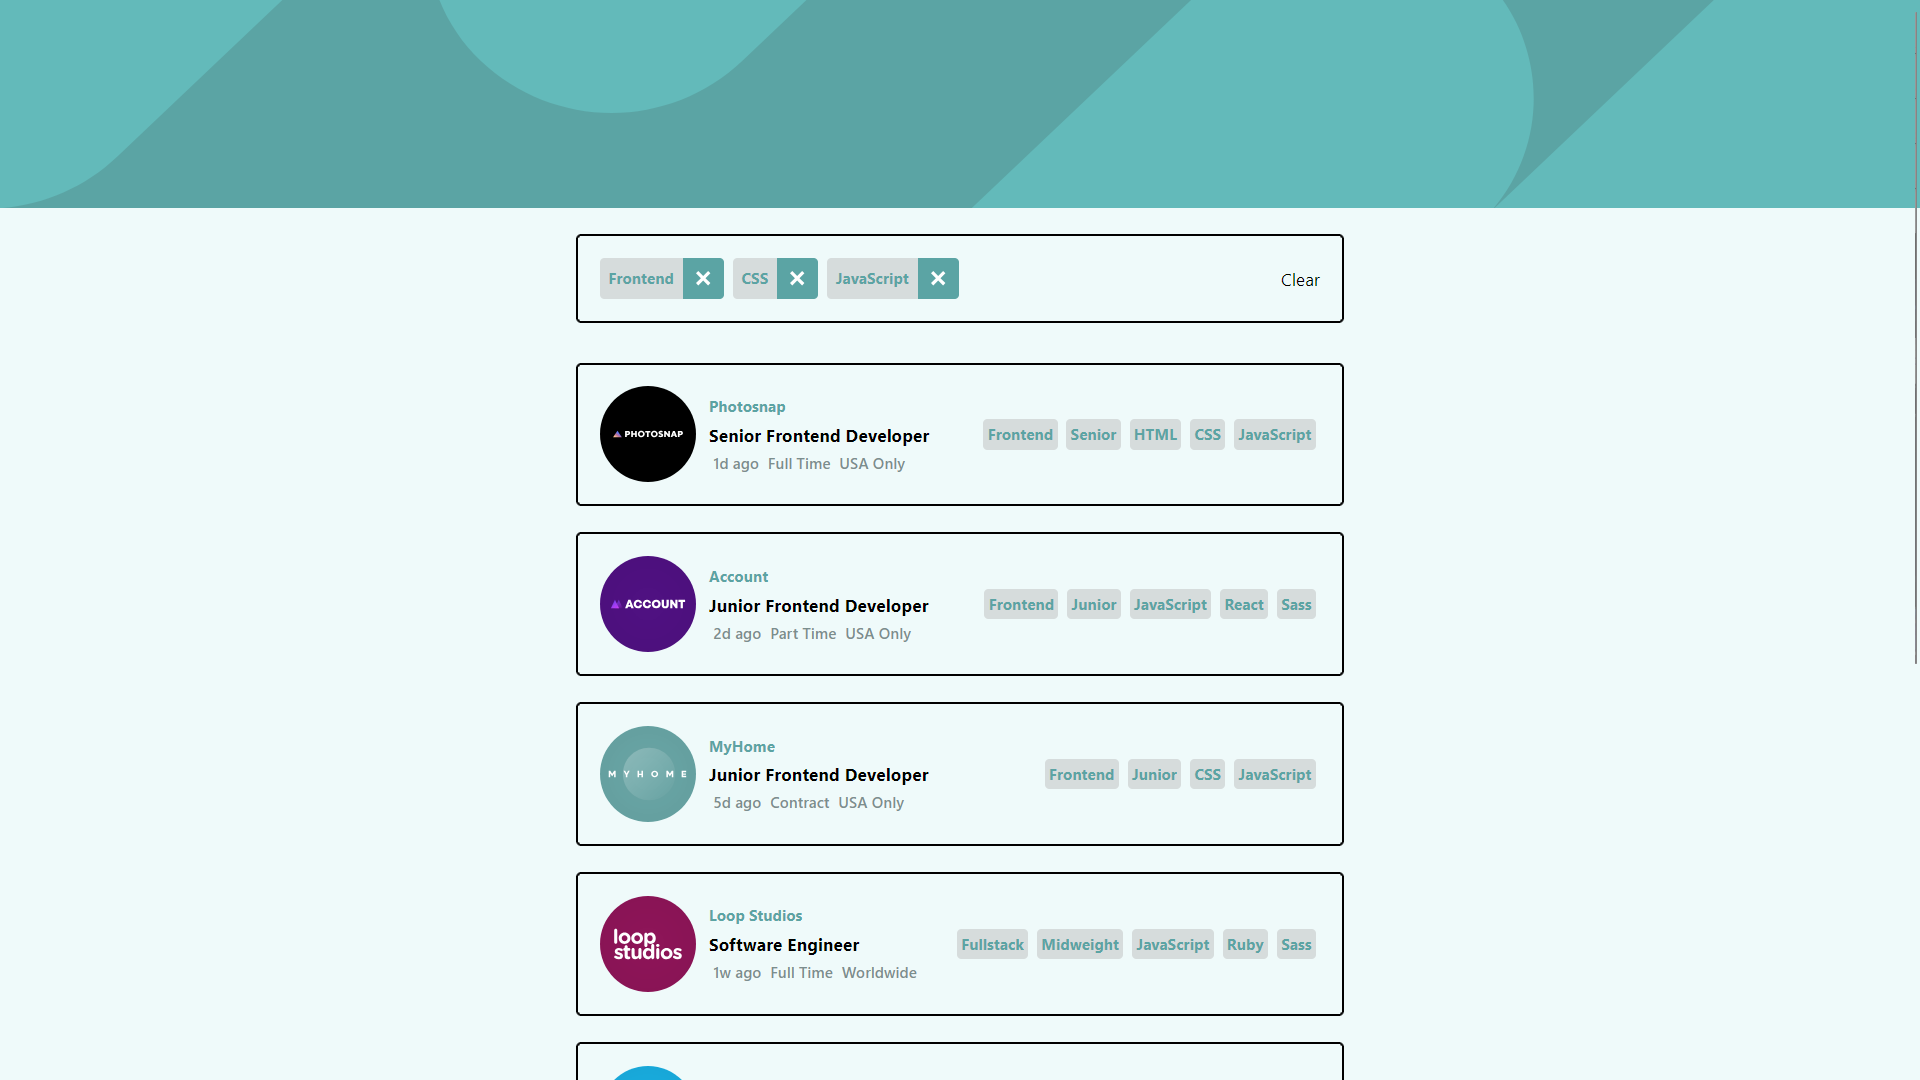 Frontend CSS JavaScript Clear
PHOTOSNAP
Photosnap
Senior Frontend Developer
1d ago Full Time USA Only
Frontend Senior HTML CSS JavaScript
ACCOUNT
Account
Junior Frontend Developer
2d ago Part Time USA Only
Frontend Junior JavaScript React Sass
MYHOME
MyHome
Junior Frontend Developer
5d ago Contract USA Only
Frontend Junior CSS JavaScript
loop
studios
Loop Studios
Software Engineer
1w ago Full Time Worldwide
Fullstack Midweight JavaScript Ruby Sass